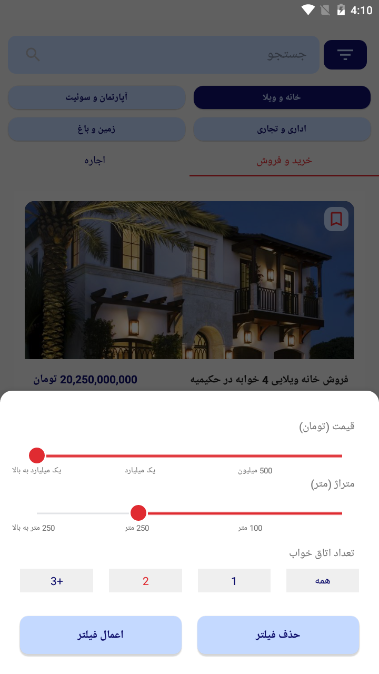 4:10
جستجو
خانه و ویلا
آپارتمان و سوئیت
اداری و تجاری
زمین و باغ
خرید و فروش
اجاره
فروش خانه ویلایی 4 خوابه در حکیمیه
20,250,000,000 تومان
قیمت (تومان)
500 میلیون
یک میلیارد
یک میلیارد به بالا
متراژ (متر)
100 متر
250 متر
250 متر به بالا
تعداد اتاق خواب
همه
1
2
3+
حذف فیلتر
اعمال فیلتر